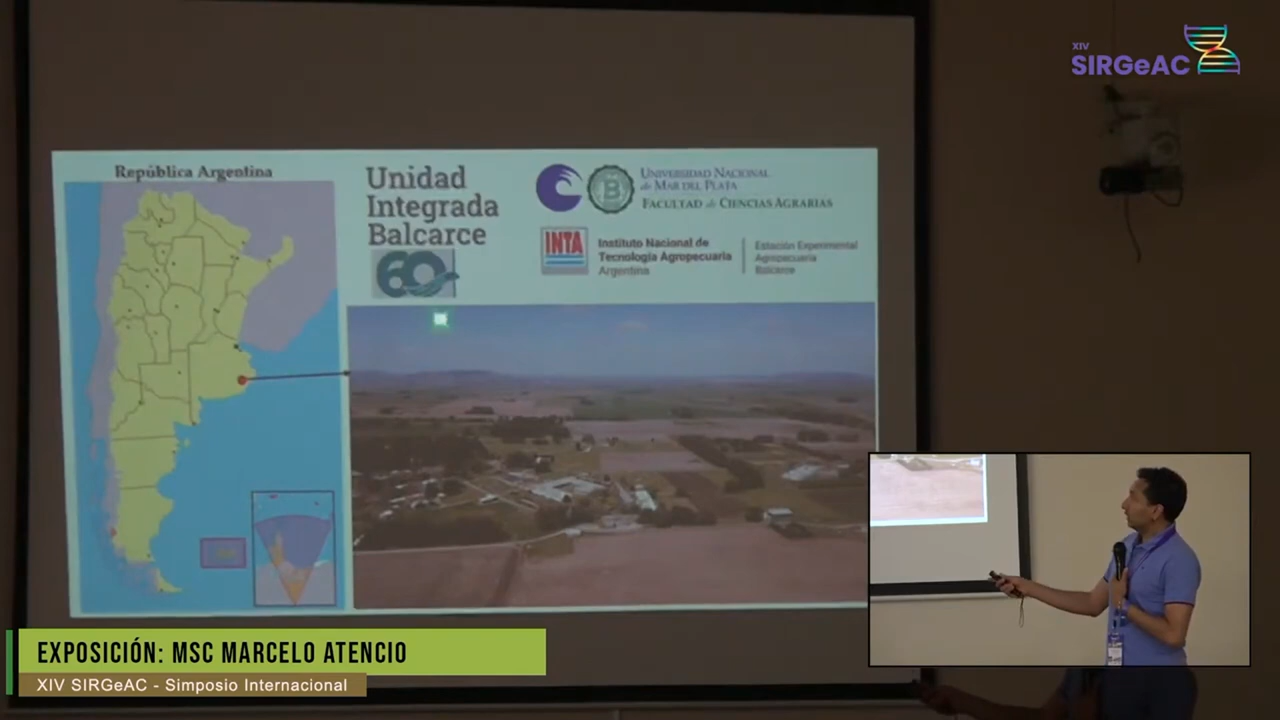 XIV
SIRGeAC
República Argentina
Unidad
Integrada
Balcarce
60
UNIVERSIDAD NACIONAL
de MAR DEL PLATA
FACULTAD de CIENCIAS AGRARIAS
B
INTA
Instituto Nacional de
Tecnología Agropecuaria
Argentina
Estación Experimental
Agropecuaria
Balcarce
EXPOSICIÓN: MSC MARCELO ATENCIO
XIV SIRGeAC - Simposio Internacional